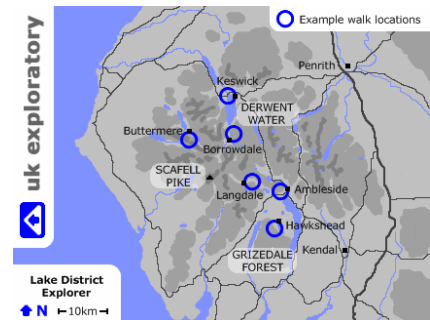 Example walk locations
uk exploratory
Penrith
Keswick
DERWENT
WATER
Buttermere
Borrowdale
SCAFELL
PIKE
Langdale
Ambleside
Hawkshead
GRIZEDALE
FOREST
Kendal
Lake District
Explorer
N 10km